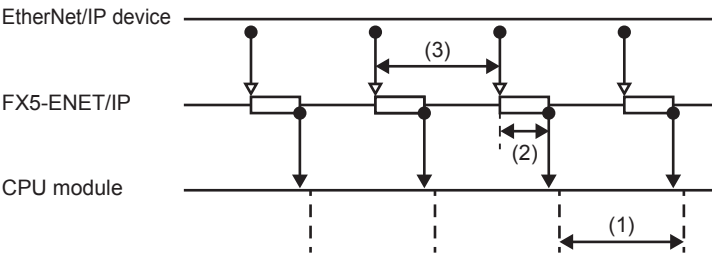 EtherNet/IP device
(3)
FX5-ENET/IP
(2)
CPU module
(1)